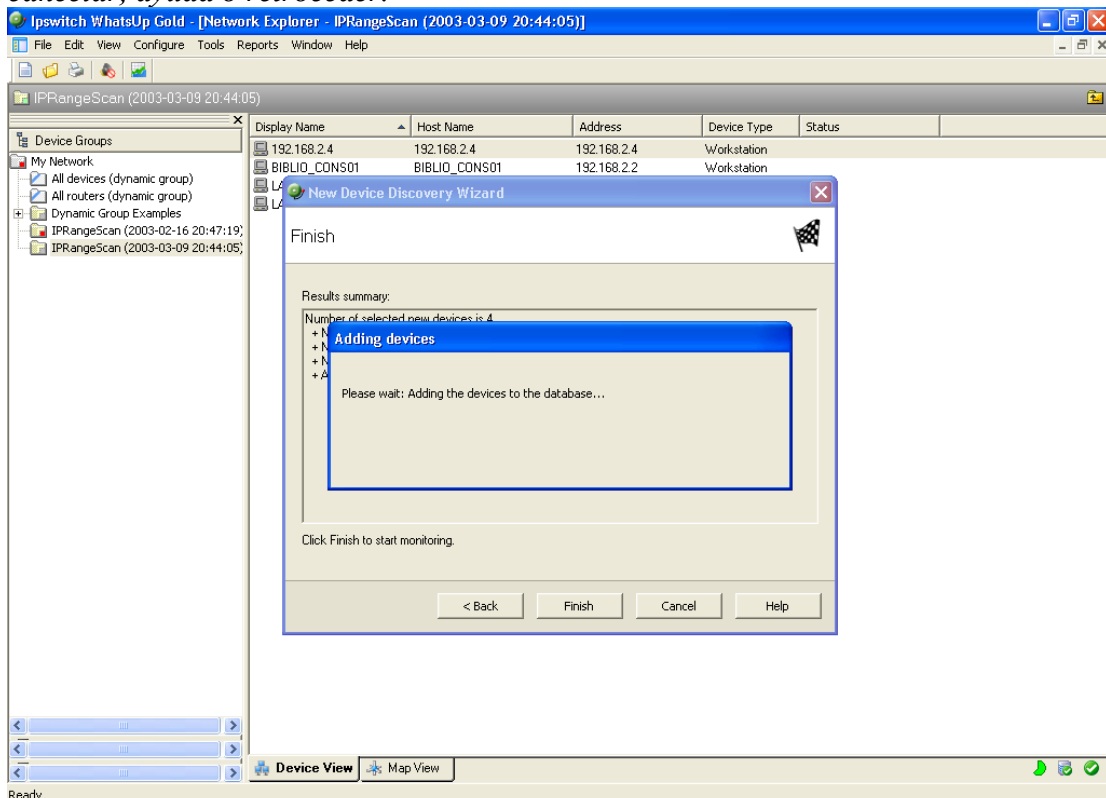 cancelar, ayuda o retroceder.
Ipswitch WhatsUp Gold - [Network Explorer - IPRangeScan (2003-03-09 20:44:05)]
File Edit View Configure Tools Reports Window Help
IPRangeScan (2003-03-09 20:44:05)
Device Groups
My Network
All devices (dynamic group)
All routers (dynamic group)
Dynamic Group Examples
IPRangeScan (2003-02-16 20:47:19)
IPRangeScan (2003-03-09 20:44:05)
Display Name Host Name Address Device Type Status
192.168.2.4 192.168.2.4 192.168.2.4 Workstation
BIBLIO_CONS01 BIBLIO_CONS01 192.168.2.2 Workstation
New Device Discovery Wizard
Finish
Results summary:
Number of selected new devices is 4
+ N
+ N
+ N
+ A
Adding devices
Please wait: Adding the devices to the database...
Click Finish to start monitoring.
< Back Finish Cancel Help
Device View Map View
Ready